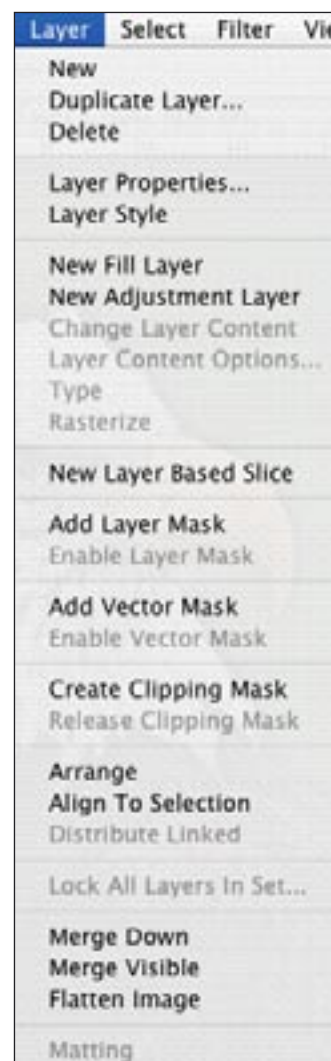 Layer Select Filter Vie
New
Duplicate Layer...
Delete
Layer Properties...
Layer Style
New Fill Layer
New Adjustment Layer
Change Layer Content
Layer Content Options...
Type
Rasterize
New Layer Based Slice
Add Layer Mask
Enable Layer Mask
Add Vector Mask
Enable Vector Mask
Create Clipping Mask
Release Clipping Mask
Arrange
Align To Selection
Distribute Linked
Lock All Layers In Set...
Merge Down
Merge Visible
Flatten Image
Matting